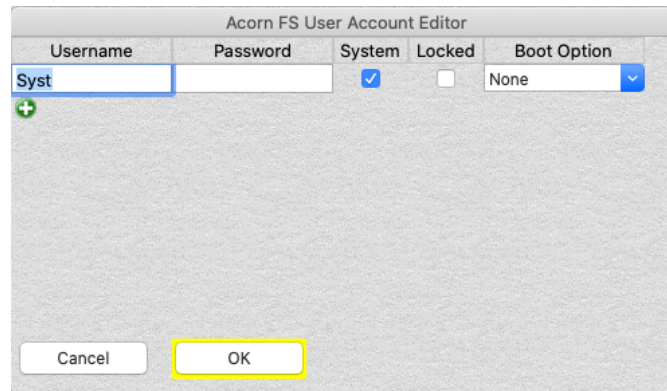 Acorn FS User Account Editor
Username Password System Locked Boot Option
Syst None
Cancel OK